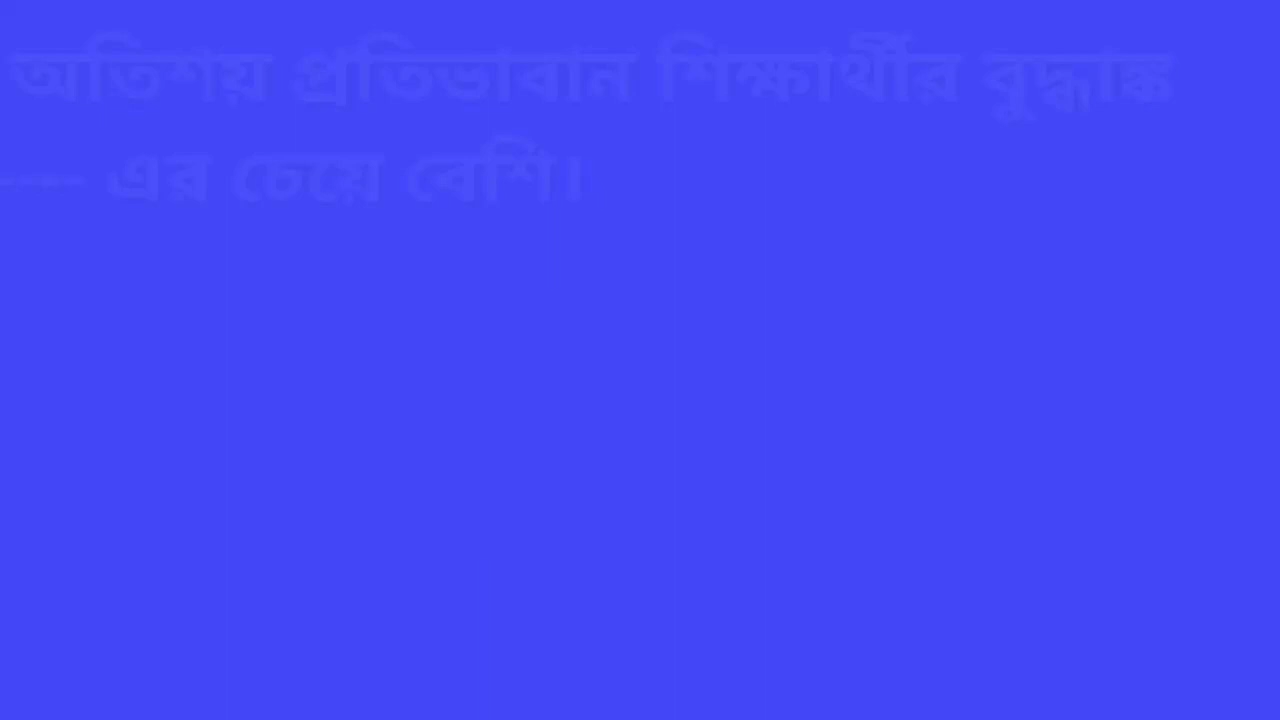 অতিশয় প্রতিভাবান শিক্ষার্থীর বুদ্ধাঙ্ক
---- এর চেয়ে বেশি।